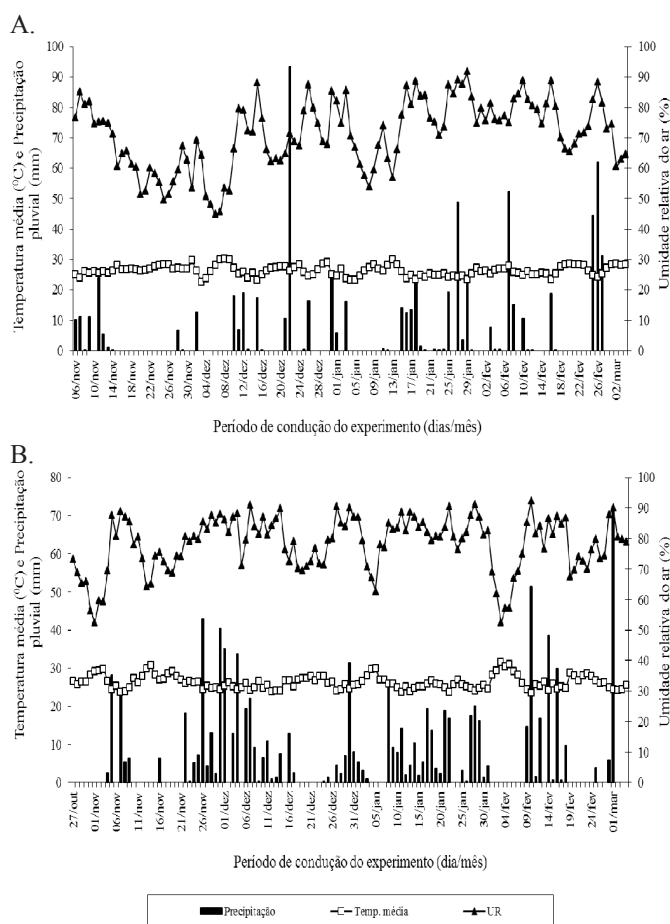 A.
Temperatura média (°C) e Precipitação
pluvial (mm)
100
90
80
70
60
50
40
30
20
10
0
100
90
80
70
60
50
40
30
20
10
0
Umidade relativa do ar (%)
06/nov
10/nov
14/nov
18/nov
22/nov
26/nov
30/nov
04/dez
08/dez
12/dez
16/dez
20/dez
24/dez
28/dez
01/jan
05/jan
09/jan
13/jan
17/jan
21/jan
25/jan
29/jan
02/fev
06/fev
10/fev
14/fev
18/fev
22/fev
26/fev
02/mar
Período de condução do experimento (dias/mês)
B.
Temperatura média (°C) e Precipitação
pluvial (mm)
80
70
60
50
40
30
20
10
0
100
90
80
70
60
50
40
30
20
10
0
Umidade relativa do ar (%)
27/out
01/nov
06/nov
11/nov
16/nov
21/nov
26/nov
01/dez
06/dez
11/dez
16/dez
21/dez
26/dez
31/dez
05/jan
10/jan
15/jan
20/jan
25/jan
30/jan
04/fev
09/fev
14/fev
19/fev
24/fev
01/mar
Período de condução do experimento (dia/mês)
Precipitação
Temp. média
UR